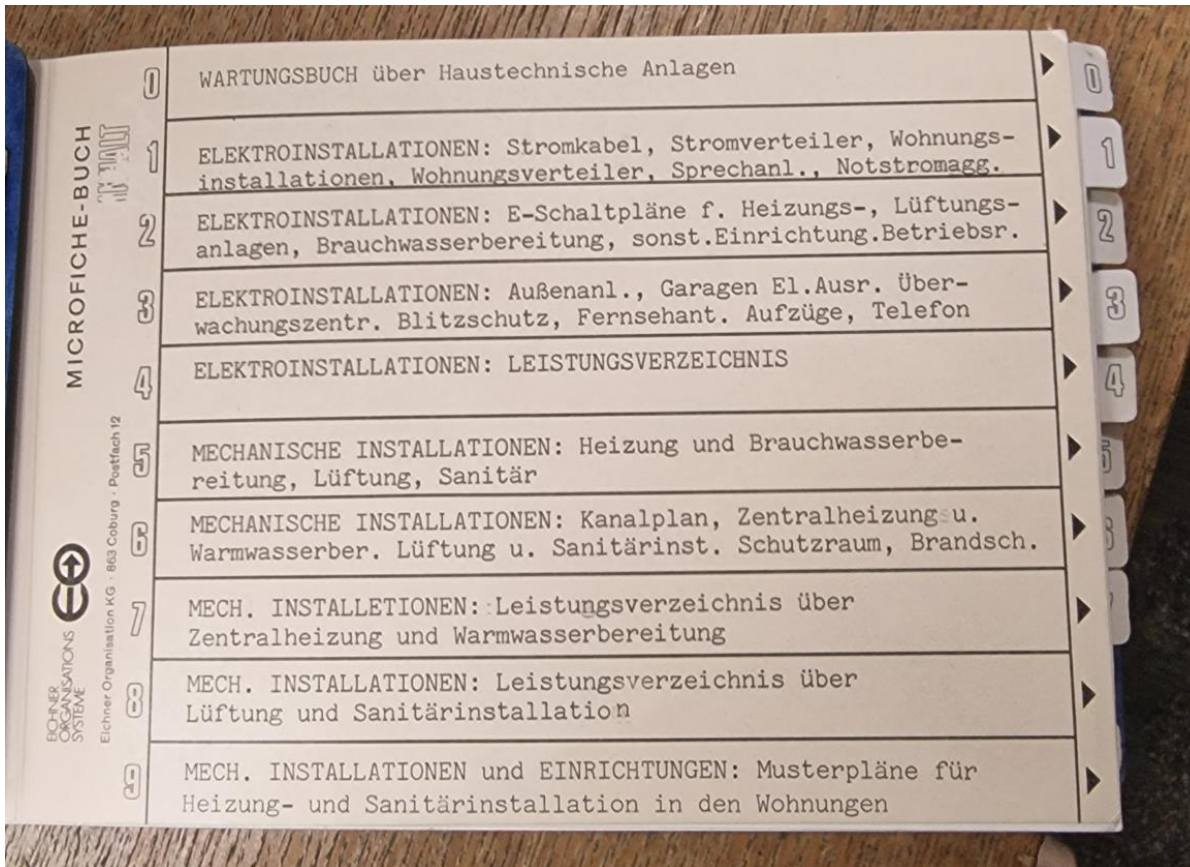 MICROFICHE-BUCH
INHALT
EICHNER
ORGANISATIONS
SYSTEME
Eichner Organisation KG · 863 Coburg · Postfach 12
0 WARTUNGSBUCH über Haustechnische Anlagen
1 ELEKTROINSTALLATIONEN: Stromkabel, Stromverteiler, Wohnungs-
installationen, Wohnungsverteiler, Sprechanl., Notstromagg.
2 ELEKTROINSTALLATIONEN: E-Schaltpläne f. Heizungs-, Lüftungs-
anlagen, Brauchwasserbereitung, sonst.Einrichtung.Betriebsr.
3 ELEKTROINSTALLATIONEN: Außenanl., Garagen El.Ausr. Über-
wachungszentr. Blitzschutz, Fernsehant. Aufzüge, Telefon
4 ELEKTROINSTALLATIONEN: LEISTUNGSVERZEICHNIS
5 MECHANISCHE INSTALLATIONEN: Heizung und Brauchwasserbe-
reitung, Lüftung, Sanitär
6 MECHANISCHE INSTALLATIONEN: Kanalplan, Zentralheizung u.
Warmwasserber. Lüftung u. Sanitärinst. Schutzraum, Brandsch.
7 MECH. INSTALLETIONEN: Leistungsverzeichnis über
Zentralheizung und Warmwasserbereitung
8 MECH. INSTALLATIONEN: Leistungsverzeichnis über
Lüftung und Sanitärinstallation
9 MECH. INSTALLATIONEN und EINRICHTUNGEN: Musterpläne für
Heizung- und Sanitärinstallation in den Wohnungen
0
1
2
3
4
5
6
7